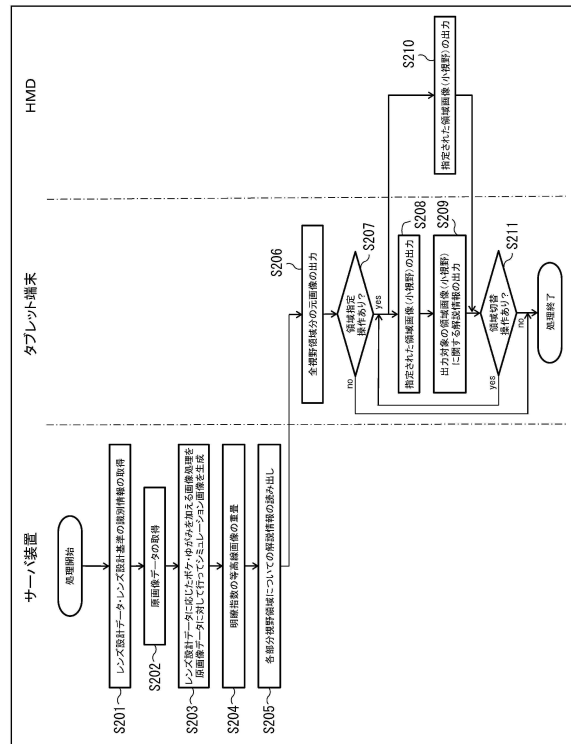 サーバ装置
タブレット端末
HMD
処理開始
レンズ設計データ・レンズ設計基準の識別情報の取得
S201
原画像データの取得
S202
レンズ設計データに応じたボケ・ゆがみを加える画像処理を
原画像データに対して行ってシミュレーション画像を生成
S203
明瞭指数の等高線画像の重畳
S204
各部分視野領域についての解説情報の読み出し
S205
全視野領域分の元画像の出力
S206
領域指定
操作あり?
S207
no
yes
指定された領域画像(小視野)の出力
S208
出力対象の領域画像(小視野)
に関する解説情報の出力
S209
指定された領域画像(小視野)の出力
S210
領域切替
操作あり?
S211
yes
no
処理終了